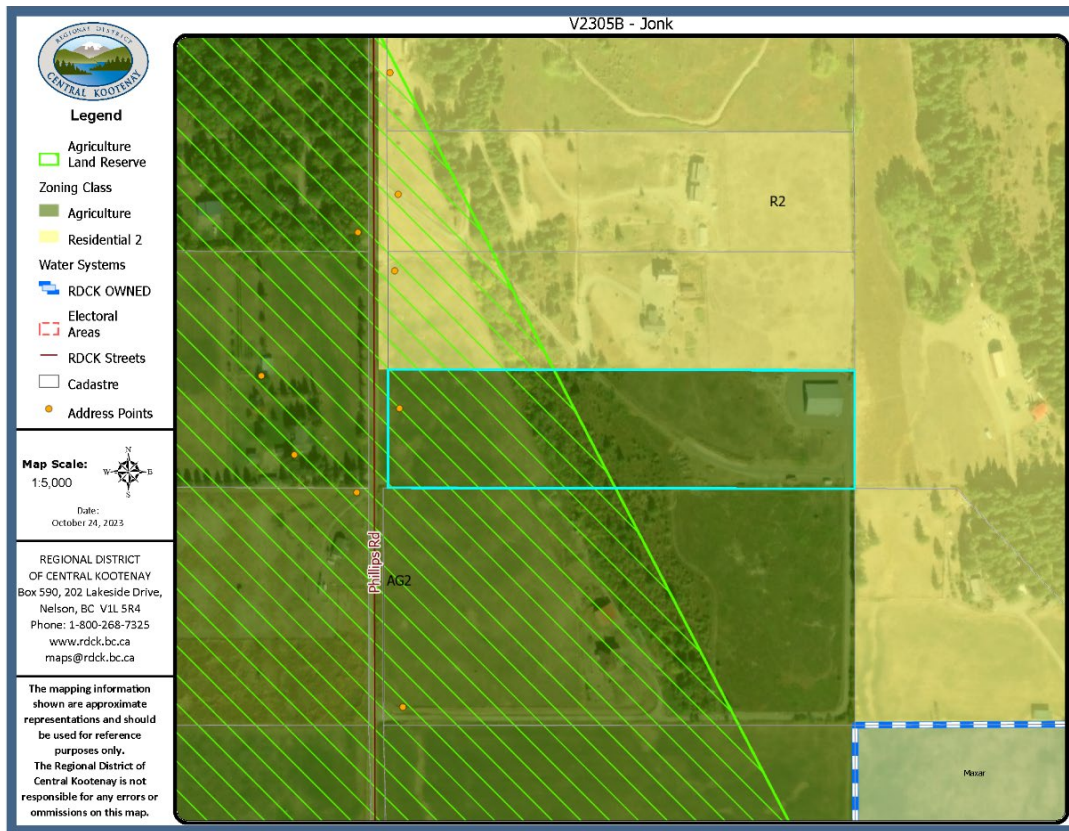 V2305B - Jonk
REGIONAL DISTRICT
CENTRAL KOOTENAY
Legend
Agriculture
Land Reserve
Zoning Class
Agriculture
Residential 2
Water Systems
RDCK OWNED
Electoral
Areas
RDCK Streets
Cadastre
Address Points
Map Scale:
1:5,000
N
W
E
S
Date:
October 24, 2023
REGIONAL DISTRICT
OF CENTRAL KOOTENAY
Box 590, 202 Lakeside Drive,
Nelson, BC V1L 5R4
Phone: 1-800-268-7325
www.rdck.bc.ca
maps@rdck.bc.ca
The mapping information
shown are approximate
representations and should
be used for reference
purposes only.
The Regional District of
Central Kootenay is not
responsible for any errors or
ommissions on this map.
R2
Phillips Rd
AG2
Maxar